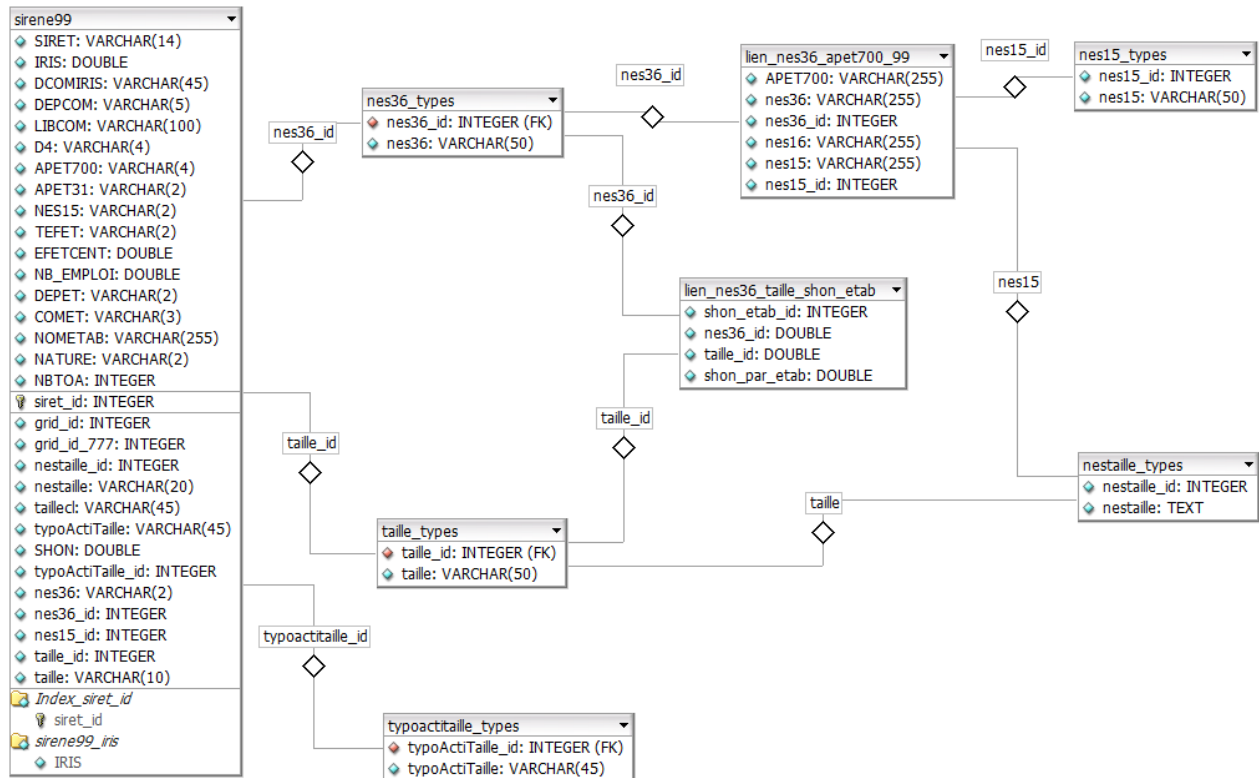 sirene99
SIRET: VARCHAR(14)
IRIS: DOUBLE
DCOMIRIS: VARCHAR(45)
DEPCOM: VARCHAR(5)
LIBCOM: VARCHAR(100)
D4: VARCHAR(4)
APET700: VARCHAR(4)
APET31: VARCHAR(2)
NES15: VARCHAR(2)
TEFET: VARCHAR(2)
EFETCENT: DOUBLE
NB_EMPLOI: DOUBLE
DEPET: VARCHAR(2)
COMET: VARCHAR(3)
NOMETAB: VARCHAR(255)
NATURE: VARCHAR(2)
NBTOA: INTEGER
siret_id: INTEGER
grid_id: INTEGER
grid_id_777: INTEGER
nestaille_id: INTEGER
nestaille: VARCHAR(20)
taillecl: VARCHAR(45)
typoActiTaille: VARCHAR(45)
SHON: DOUBLE
typoActiTaille_id: INTEGER
nes36: VARCHAR(2)
nes36_id: INTEGER
nes15_id: INTEGER
taille_id: INTEGER
taille: VARCHAR(10)
Index_siret_id
siret_id
sirene99_iris
IRIS
nes36_id
taille_id
typoactitaille_id
nes36_types
nes36_id: INTEGER (FK)
nes36: VARCHAR(50)
nes36_id
nes36_id
lien_nes36_apet700_99
APET700: VARCHAR(255)
nes36: VARCHAR(255)
nes36_id: INTEGER
nes16: VARCHAR(255)
nes15: VARCHAR(255)
nes15_id: INTEGER
nes15_id
nes15_types
nes15_id: INTEGER
nes15: VARCHAR(50)
nes15
lien_nes36_taille_shon_etab
shon_etab_id: INTEGER
nes36_id: DOUBLE
taille_id: DOUBLE
shon_par_etab: DOUBLE
taille_id
taille
nestaille_types
nestaille_id: INTEGER
nestaille: TEXT
taille_types
taille_id: INTEGER (FK)
taille: VARCHAR(50)
typoactitaille_types
typoActiTaille_id: INTEGER (FK)
typoActiTaille: VARCHAR(45)